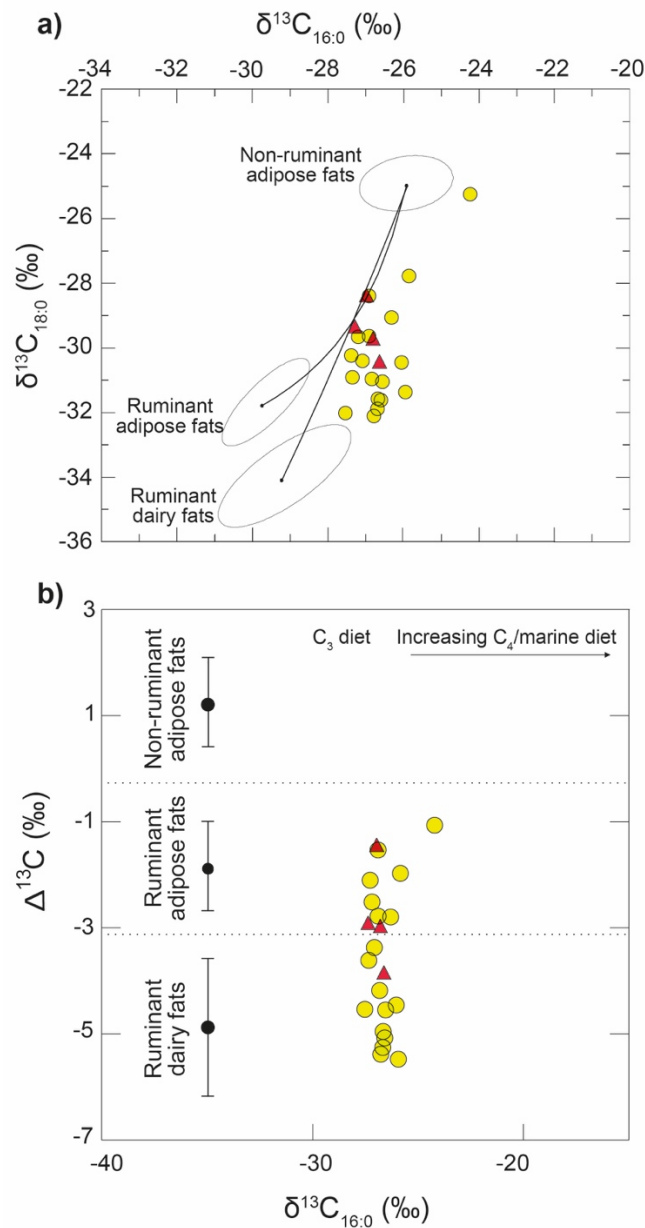 a)
δ¹³C₁₆:₀ (‰)
-34 -32 -30 -28 -26 -24 -22 -20
-22
-24
-26
-28
-30
-32
-34
-36
δ¹³C₁₈:₀ (‰)
Non-ruminant
adipose fats
Ruminant
adipose fats
Ruminant
dairy fats
b)
3
1
-1
-3
-5
-7
Δ¹³C (‰)
Non-ruminant
adipose fats
Ruminant
adipose fats
Ruminant
dairy fats
C₃ diet
Increasing C₄/marine diet
-40 -30 -20
δ¹³C₁₆:₀ (‰)